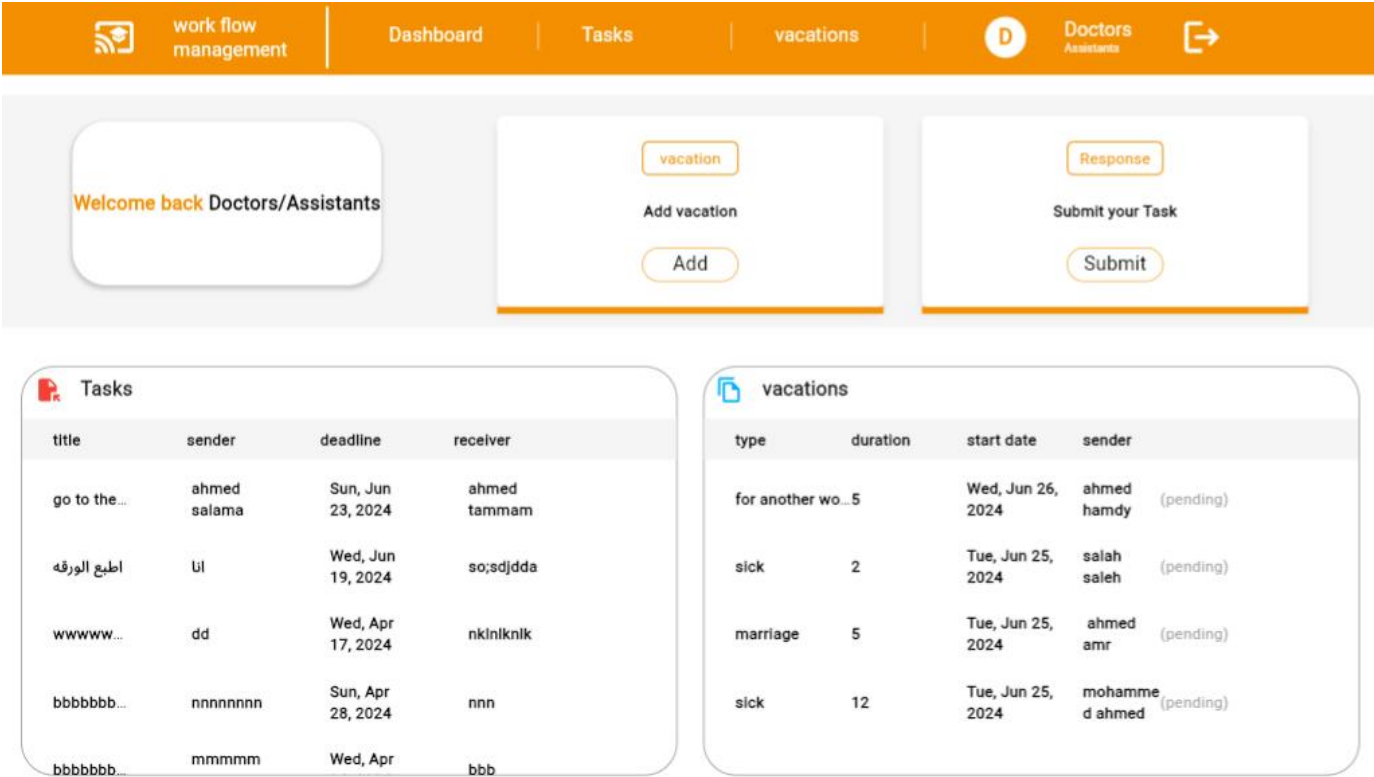 work flow
management
Dashboard
Tasks
vacations
D
Doctors
Assistants
Welcome back Doctors/Assistants
vacation
Add vacation
Add
Response
Submit your Task
Submit
Tasks
title sender deadline receiver
go to the... ahmed salama Sun, Jun 23, 2024 ahmed tammam
اطبع الورقه انا Wed, Jun 19, 2024 so;sdjdda
wwwww... dd Wed, Apr 17, 2024 nklnlknlk
bbbbbbb... nnnnnnnn Sun, Apr 28, 2024 nnn
bbbbbbb... mmmmm Wed, Apr bbb
vacations
type duration start date sender
for another wo... 5 Wed, Jun 26, 2024 ahmed hamdy (pending)
sick 2 Tue, Jun 25, 2024 salah saleh (pending)
marriage 5 Tue, Jun 25, 2024 ahmed amr (pending)
sick 12 Tue, Jun 25, 2024 mohammed ahmed (pending)